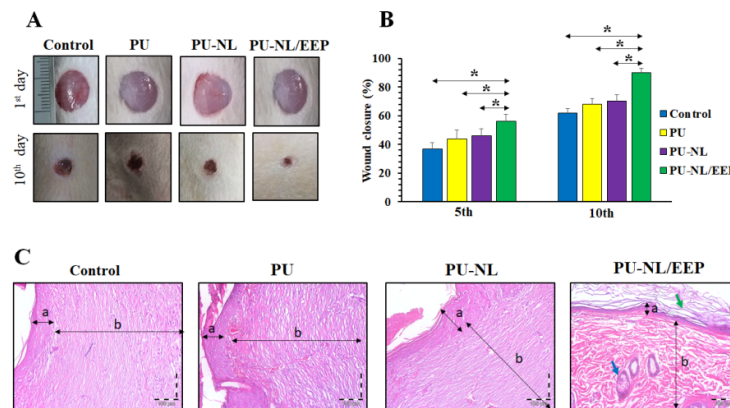 A
Control PU PU-NL PU-NL/EEP
1st day
10th day
B
Wound closure (%)
100
80
60
40
20
0
* * *
* * *
5th 10th
Control
PU
PU-NL
PU-NL/EEP
C
Control PU PU-NL PU-NL/EEP
a b
a b
a b
a b